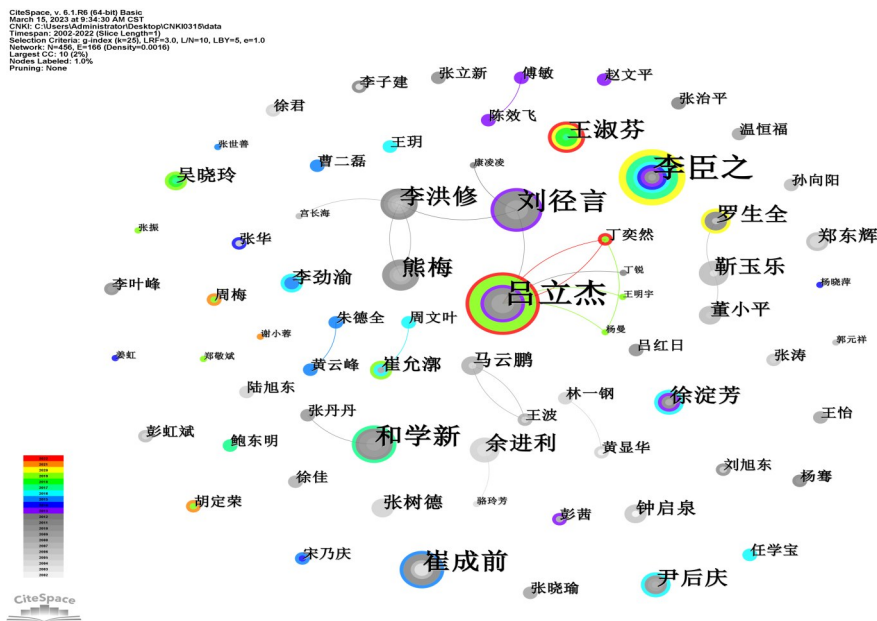 CiteSpace, v. 6.1.R6 (64-bit) Basic
March 15, 2023 at 9:34:30 AM CST
CNKI: C:\Users\Administrator\Desktop\CNKI0315\data
Timespan: 2002-2022 (Slice Length=1)
Selection Criteria: g-index (k=25), LRF=3.0, L/N=10, LBY=5, e=1.0
Network: N=456, E=166 (Density=0.0016)
Largest CC: 10 (2%)
Nodes Labeled: 1.0%
Pruning: None
傅敏
张立新
赵文平
李子建
徐君
张治平
陈效飞
王淑芬
温恒福
王玥
张世善
曹二磊
康凌凌
李臣之
吴晓玲
孙向阳
李洪修
刘径言
宫长海
罗生全
张振
张华
丁奕然
郑东辉
熊梅
丁锐
靳玉乐
李劲渝
李叶峰
杨晓萍
周梅
吕立杰
王明宇
董小平
朱德全
周文叶
谢小蓉
杨曼
郭元祥
姜虹
郑敬斌
黄云峰
崔允漷
马云鹏
吕红日
张涛
陆旭东
林一钢
徐淀芳
张丹丹
王波
王怡
彭虹斌
鲍东明
和学新
余进利
黄显华
刘旭东
徐佳
杨骞
胡定荣
张树德
骆玲芳
彭茜
钟启泉
宋乃庆
崔成前
任学宝
张晓瑜
尹后庆
CiteSpace